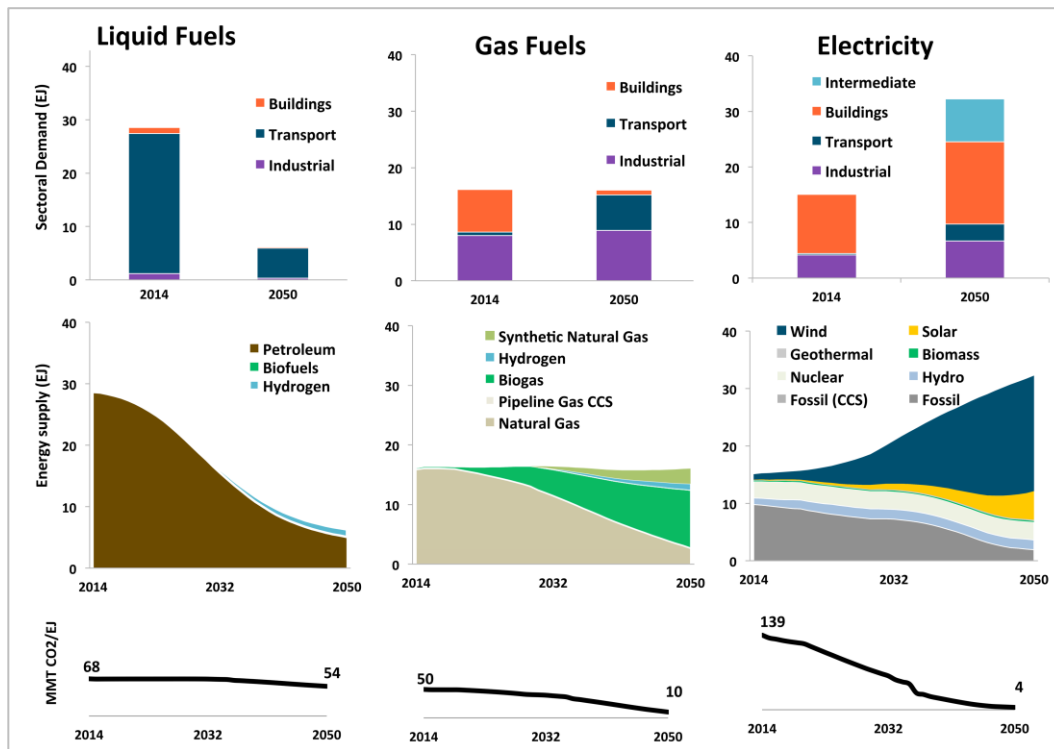 Liquid Fuels
Gas Fuels
Electricity
Sectoral Demand (EJ)
40
30
20
10
0
Buildings
Transport
Industrial
2014
2050
40
30
20
10
0
Buildings
Transport
Industrial
2014
2050
40
30
20
10
0
Intermediate
Buildings
Transport
Industrial
2014
2050
Energy supply (EJ)
40
30
20
10
0
Petroleum
Biofuels
Hydrogen
2014
2032
2050
40
30
20
10
0
Synthetic Natural Gas
Hydrogen
Biogas
Pipeline Gas CCS
Natural Gas
2014
2032
2050
40
30
20
10
0
Wind
Solar
Geothermal
Biomass
Nuclear
Hydro
Fossil (CCS)
Fossil
2014
2032
2050
MMT CO2/EJ
68
54
2014
2032
2050
50
10
2014
2032
2050
139
4
2014
2032
2050